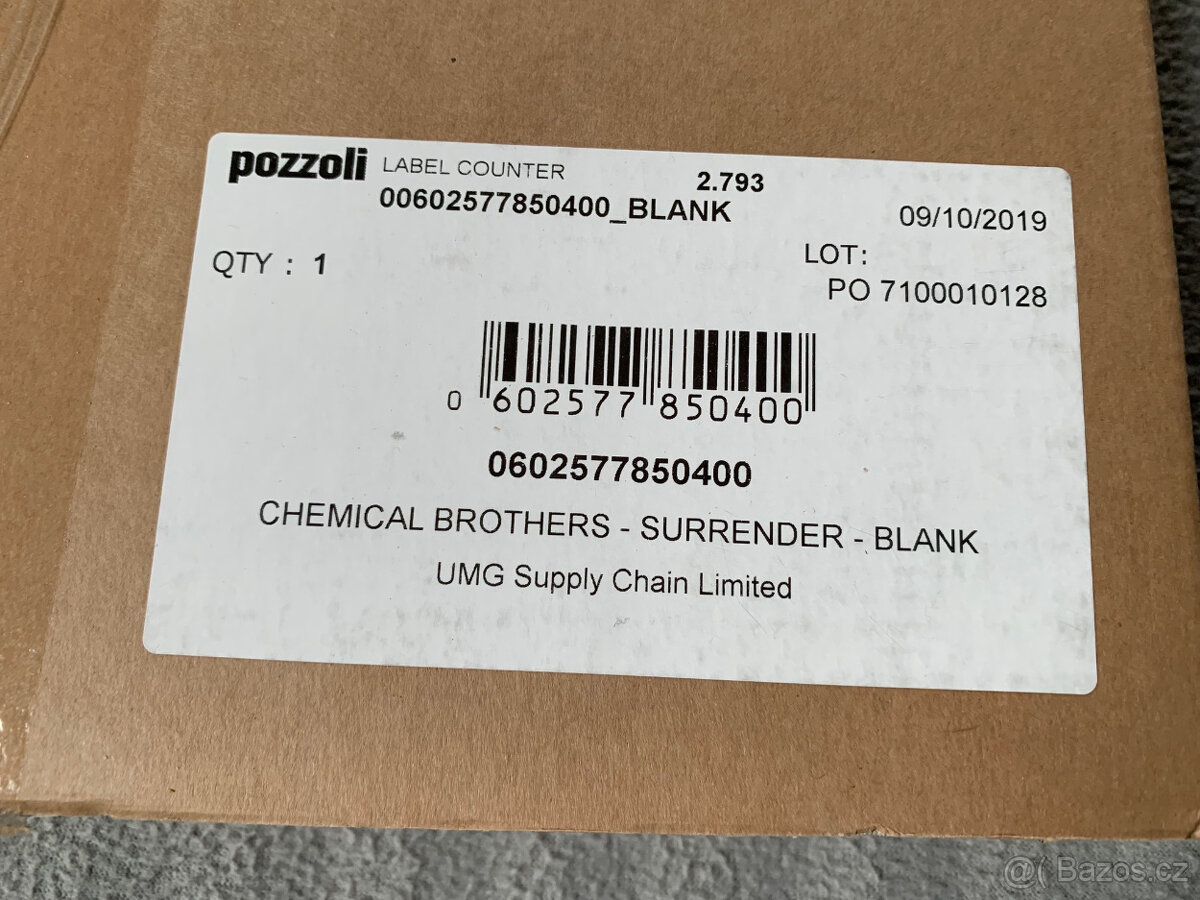 pozzoli LABEL COUNTER 2.793
00602577850400_BLANK
09/10/2019
QTY : 1
LOT:
PO 7100010128
0 602577 850400
0602577850400
CHEMICAL BROTHERS - SURRENDER - BLANK
UMG Supply Chain Limited
@( Bazos.cz